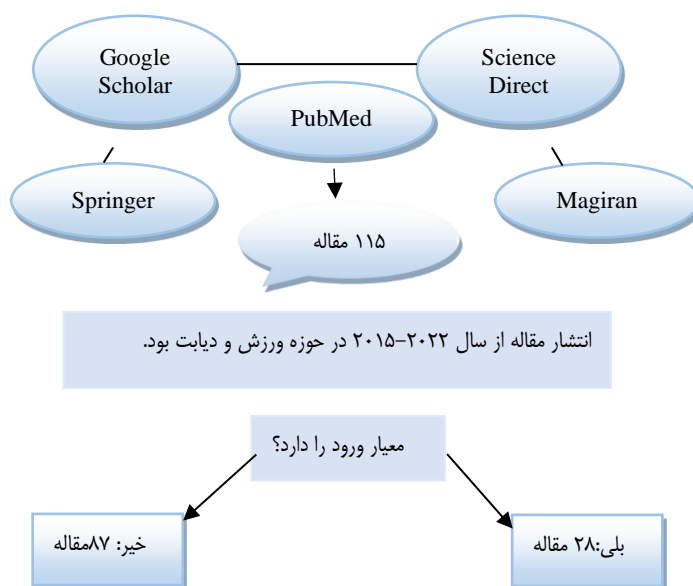 Google
Scholar
Science
Direct
PubMed
Springer
Magiran
۱۱۵ مقاله
انتشار مقاله از سال ۲۰۲۲-۲۰۱۵ در حوزه ورزش و دیابت بود.
معیار ورود را دارد؟
بلی:۲۸ مقاله
خیر: ۸۷مقاله